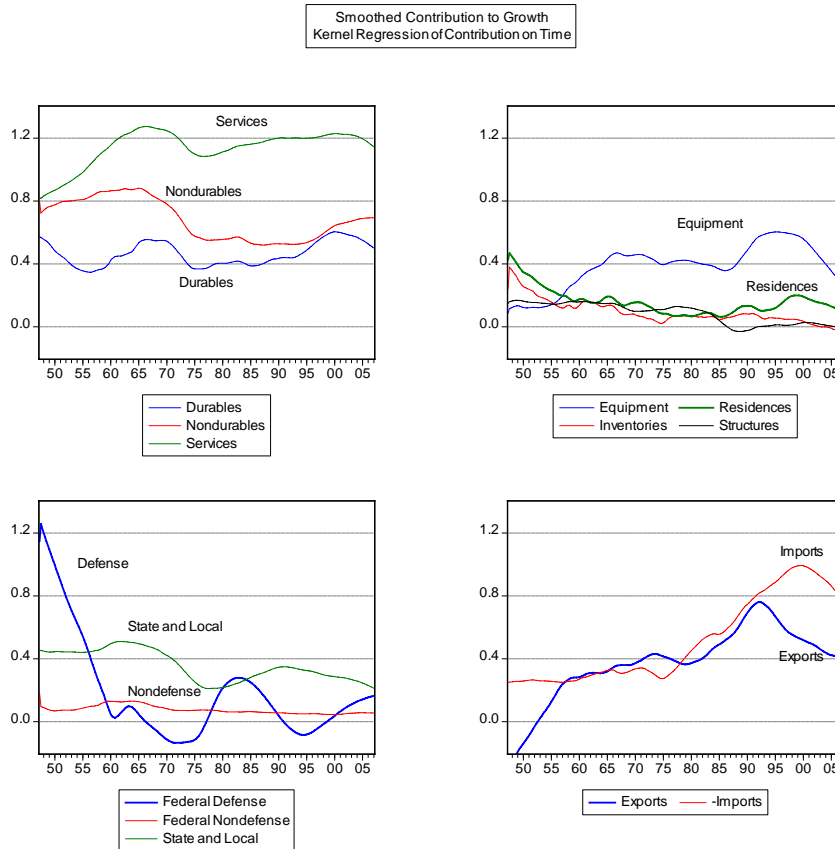 Smoothed Contribution to Growth
Kernel Regression of Contribution on Time
1.2
0.8
0.4
0.0
Services
Nondurables
Durables
50 55 60 65 70 75 80 85 90 95 00 05
Durables
Nondurables
Services
1.2
0.8
0.4
0.0
Equipment
Residences
50 55 60 65 70 75 80 85 90 95 00 05
Equipment Residences
Inventories Structures
1.2
0.8
0.4
0.0
Defense
State and Local
Nondefense
50 55 60 65 70 75 80 85 90 95 00 05
Federal Defense
Federal Nondefense
State and Local
1.2
0.8
0.4
0.0
Imports
Exports
50 55 60 65 70 75 80 85 90 95 00 05
Exports -Imports